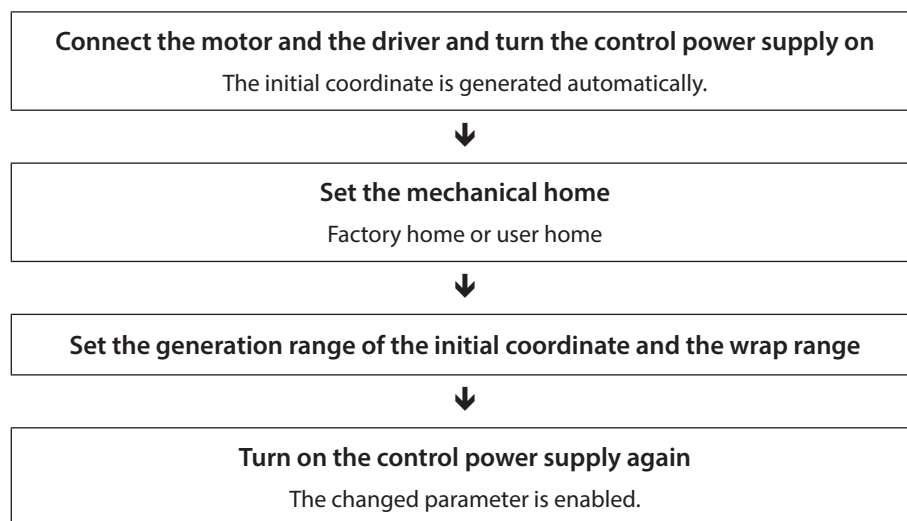 Connect the motor and the driver and turn the control power supply on
The initial coordinate is generated automatically.
Set the mechanical home
Factory home or user home
Set the generation range of the initial coordinate and the wrap range
Turn on the control power supply again
The changed parameter is enabled.